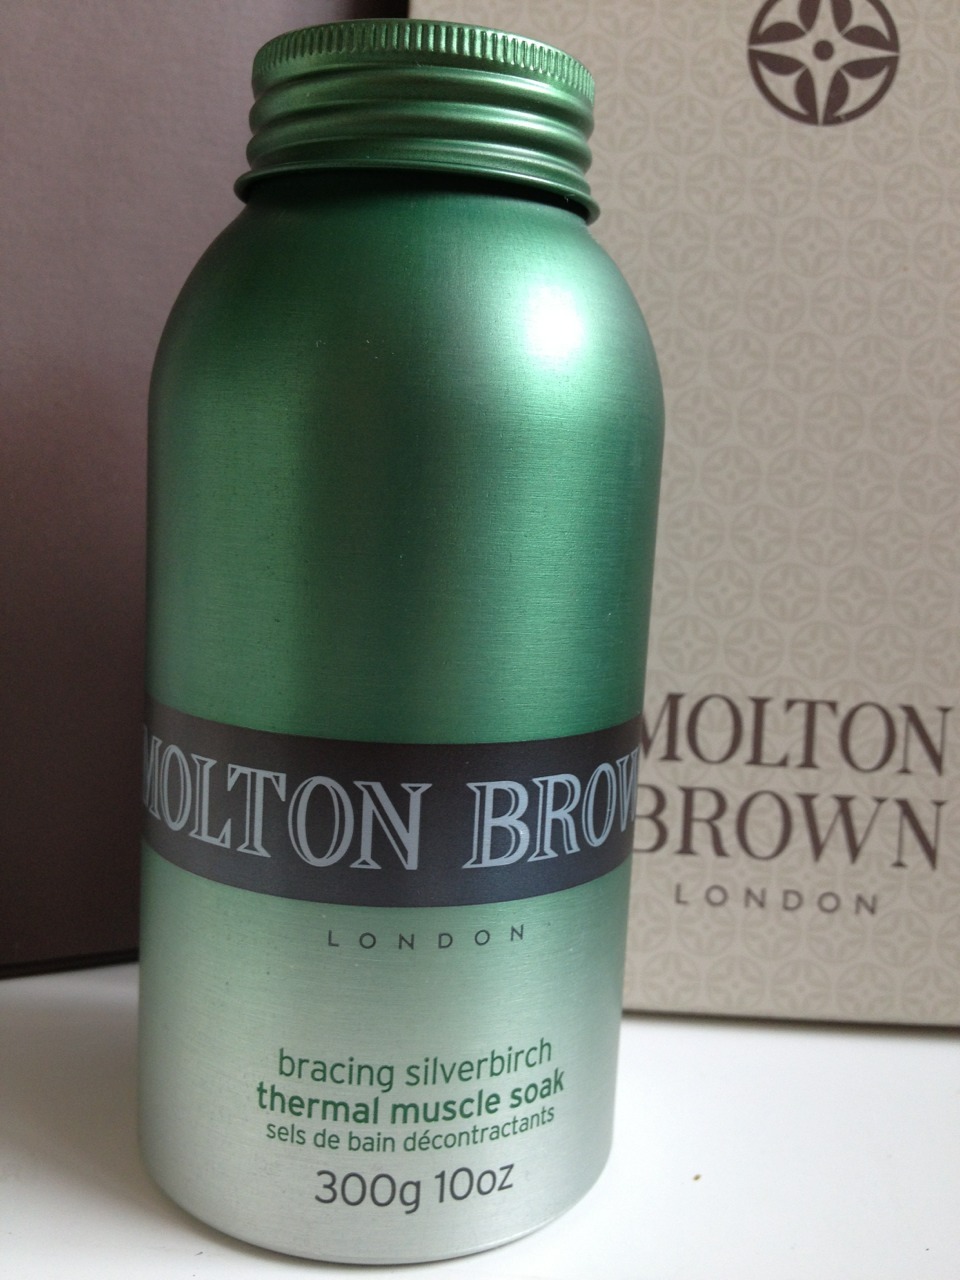 MOLTON BROW
LONDON
bracing silverbirch
thermal muscle soak
sels de bain décontractants
300g 10oz
MOLTON
BROWN
LONDON